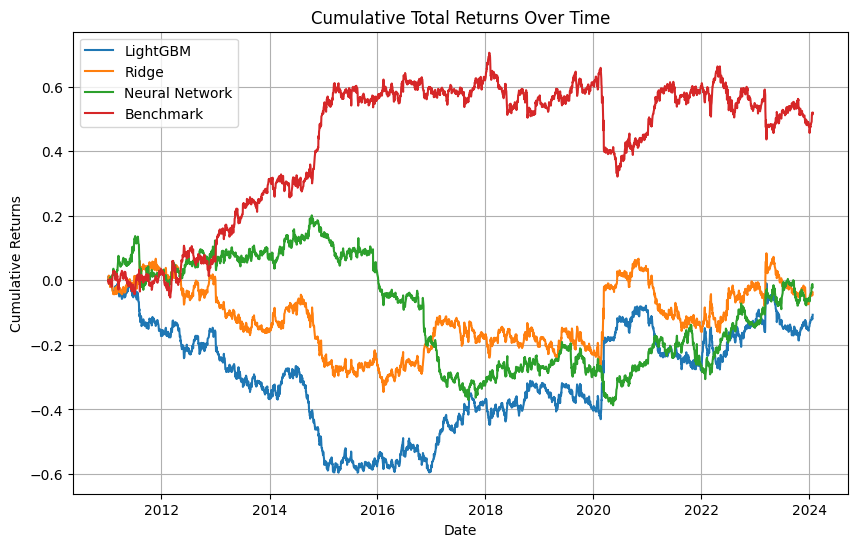 Cumulative Total Returns Over Time
LightGBM
Ridge
Neural Network
Benchmark
Cumulative Returns
0.6
0.4
0.2
0.0
−0.2
−0.4
−0.6
2012 2014 2016 2018 2020 2022 2024
Date